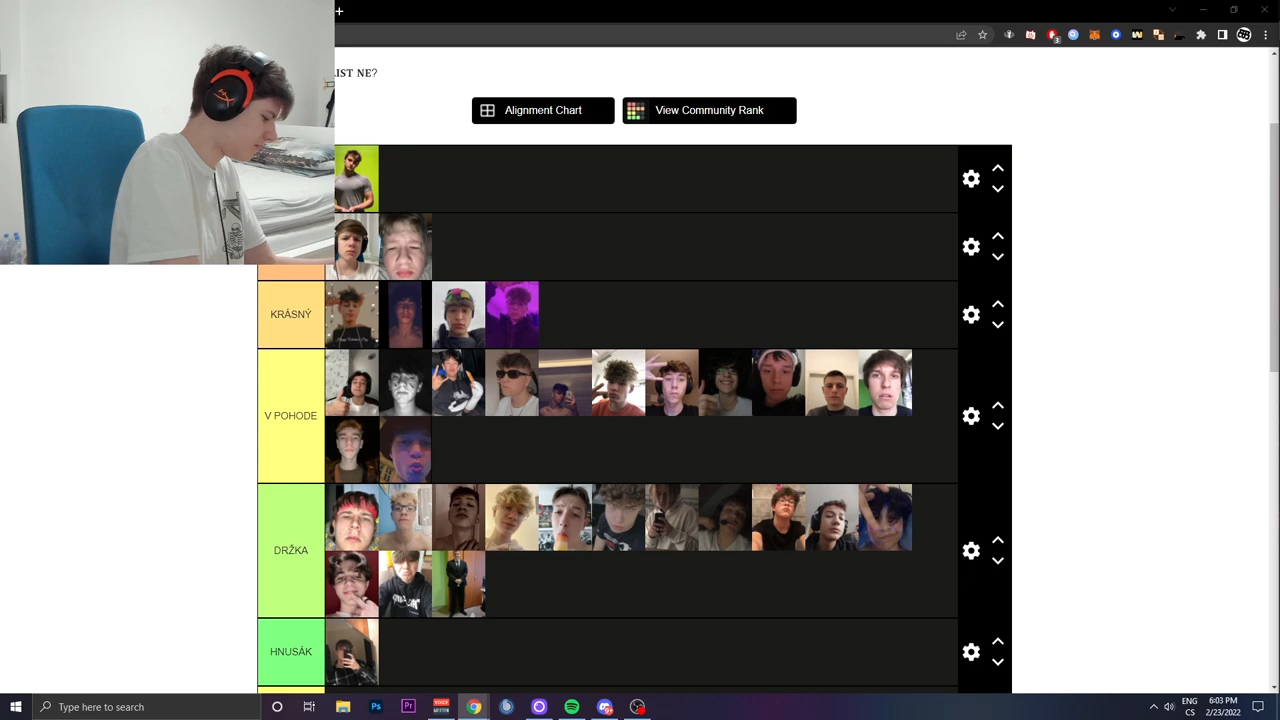 IST NE?
Alignment Chart
View Community Rank
KRÁSNÝ
V POHODE
DRŽKA
HNUSÁK
Type here to search
ENG
CS
6:03 PM
2/23/2022